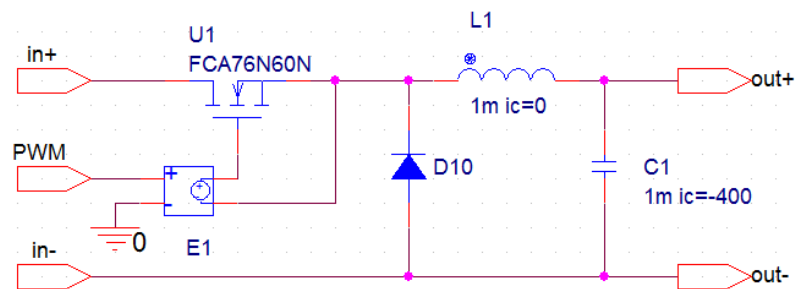 L1
U1
FCA76N60N
in+
out+
1m ic=0
PWM
+
+
-
D10
C1
1m ic=-400
0
E1
in-
out-